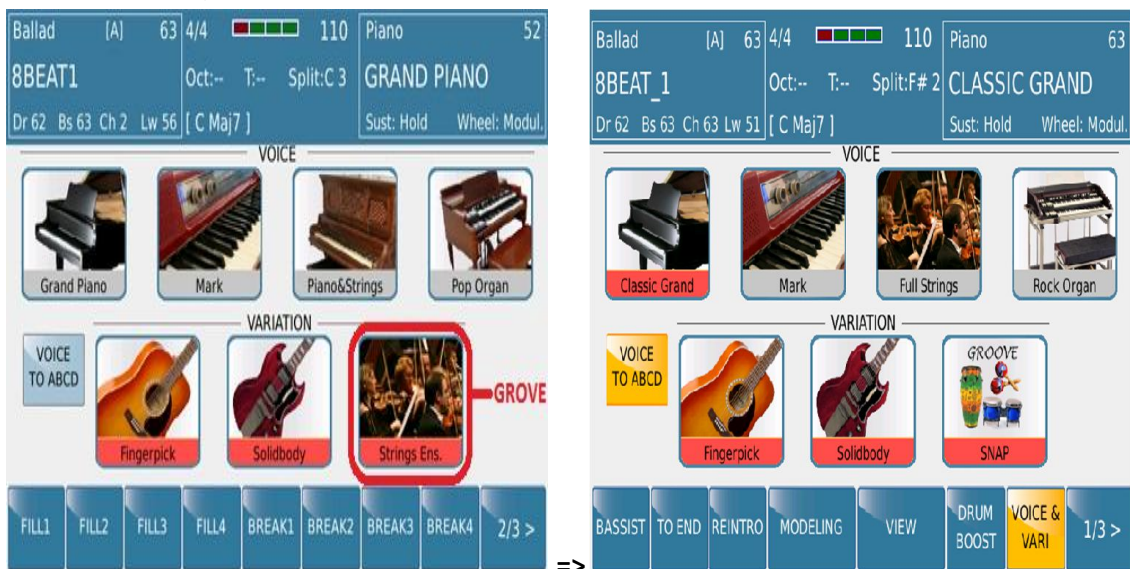 Ballad [A] 63 4/4 110 Piano 52
8BEAT1 Oct:-- T:-- Split:C 3 GRAND PIANO
Dr 62 Bs 63 Ch 2 Lw 56 [ C Maj7 ] Sust: Hold Wheel: Modul.
VOICE
Grand Piano Mark Piano&Strings Pop Organ
VARIATION
VOICE
TO ABCD
GROVE
Fingerpick Solidbody Strings Ens.
FILL1 FILL2 FILL3 FILL4 BREAK1 BREAK2 BREAK3 BREAK4 2/3 >
=>
Ballad [A] 63 4/4 110 Piano 63
8BEAT_1 Oct:-- T:-- Split:F# 2 CLASSIC GRAND
Dr 62 Bs 63 Ch 63 Lw 51 [ C Maj7 ] Sust: Hold Wheel: Modul.
VOICE
Classic Grand Mark Full Strings Rock Organ
VARIATION
VOICE
TO ABCD
GROOVE
Fingerpick Solidbody SNAP
BASSIST TO END REINTRO MODELING VIEW DRUM BOOST VOICE & VARI 1/3 >